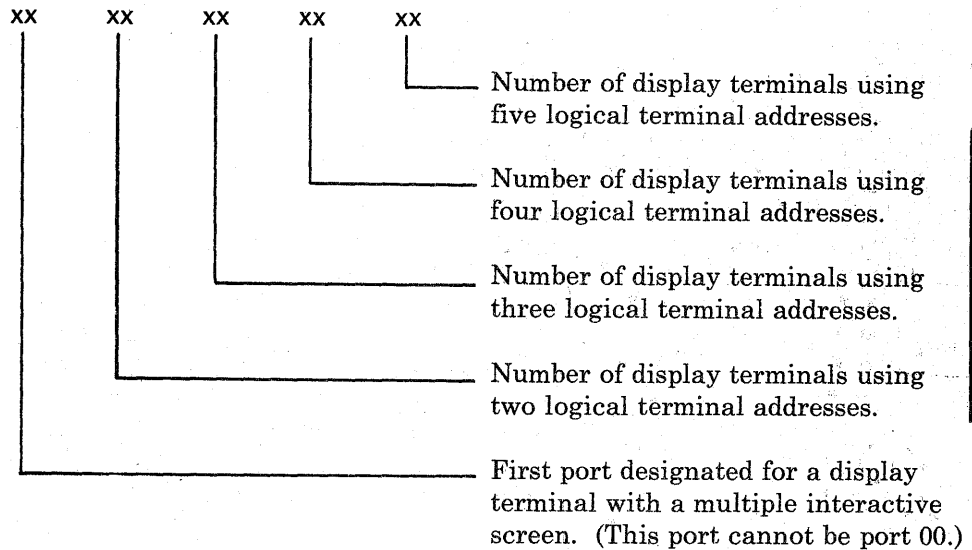 xx xx xx xx xx
Number of display terminals using
five logical terminal addresses.
Number of display terminals using
four logical terminal addresses.
Number of display terminals using
three logical terminal addresses.
Number of display terminals using
two logical terminal addresses.
First port designated for a display
terminal with a multiple interactive
screen. (This port cannot be port 00.)